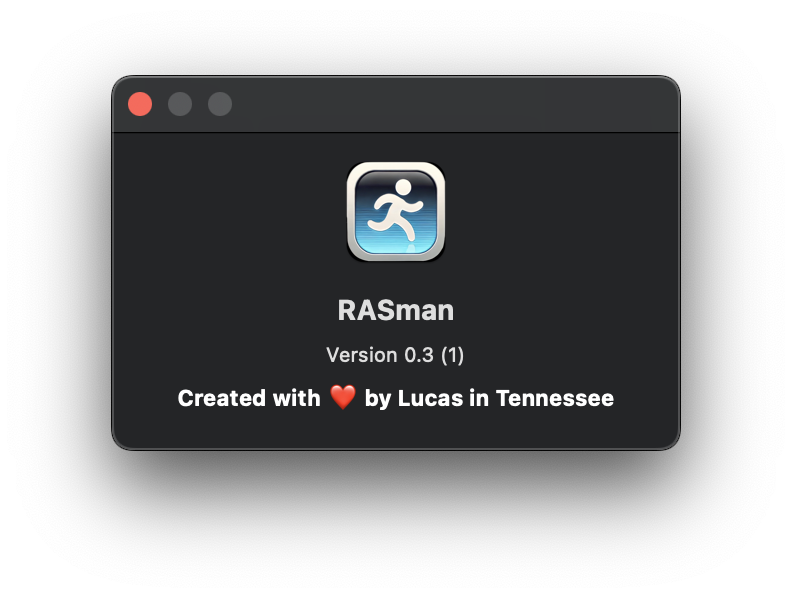 RASman
Version 0.3 (1)
Created with ❤️ by Lucas in Tennessee